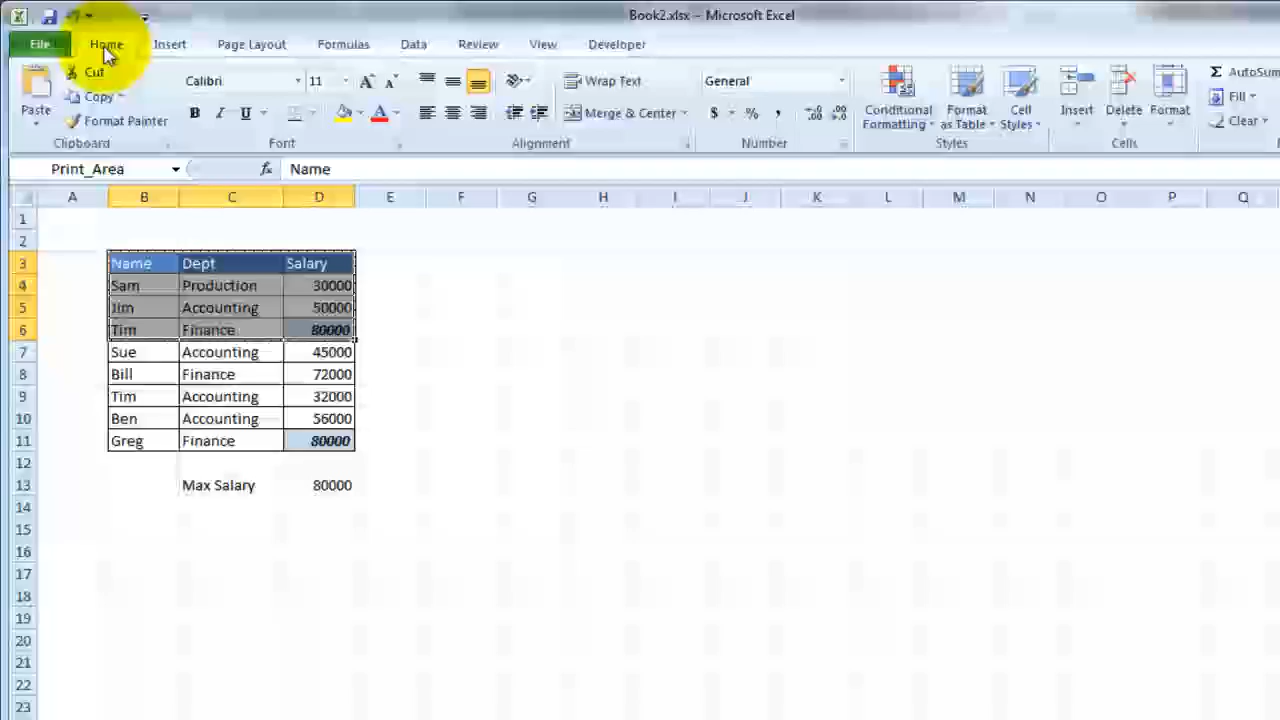 Book2.xlsx - Microsoft Excel
File Home Insert Page Layout Formulas Data Review View Developer
Cut
Copy
Format Painter
Paste
Calibri 11
B I U A
Wrap Text
Merge & Center
General
$ % ,
Conditional Formatting
Format as Table
Cell Styles
Insert Delete Format
Σ AutoSum
Fill
Clear
Clipboard Font Alignment Number Styles Cells
Print_Area fx Name
A B C D E F G H I J K L M N O P Q
1
2
3 Name Dept Salary
4 Sam Production 30000
5 Jim Accounting 50000
6 Tim Finance 80000
7 Sue Accounting 45000
8 Bill Finance 72000
9 Tim Accounting 32000
10 Ben Accounting 56000
11 Greg Finance 80000
12
13 Max Salary 80000
14
15
16
17
18
19
20
21
22
23